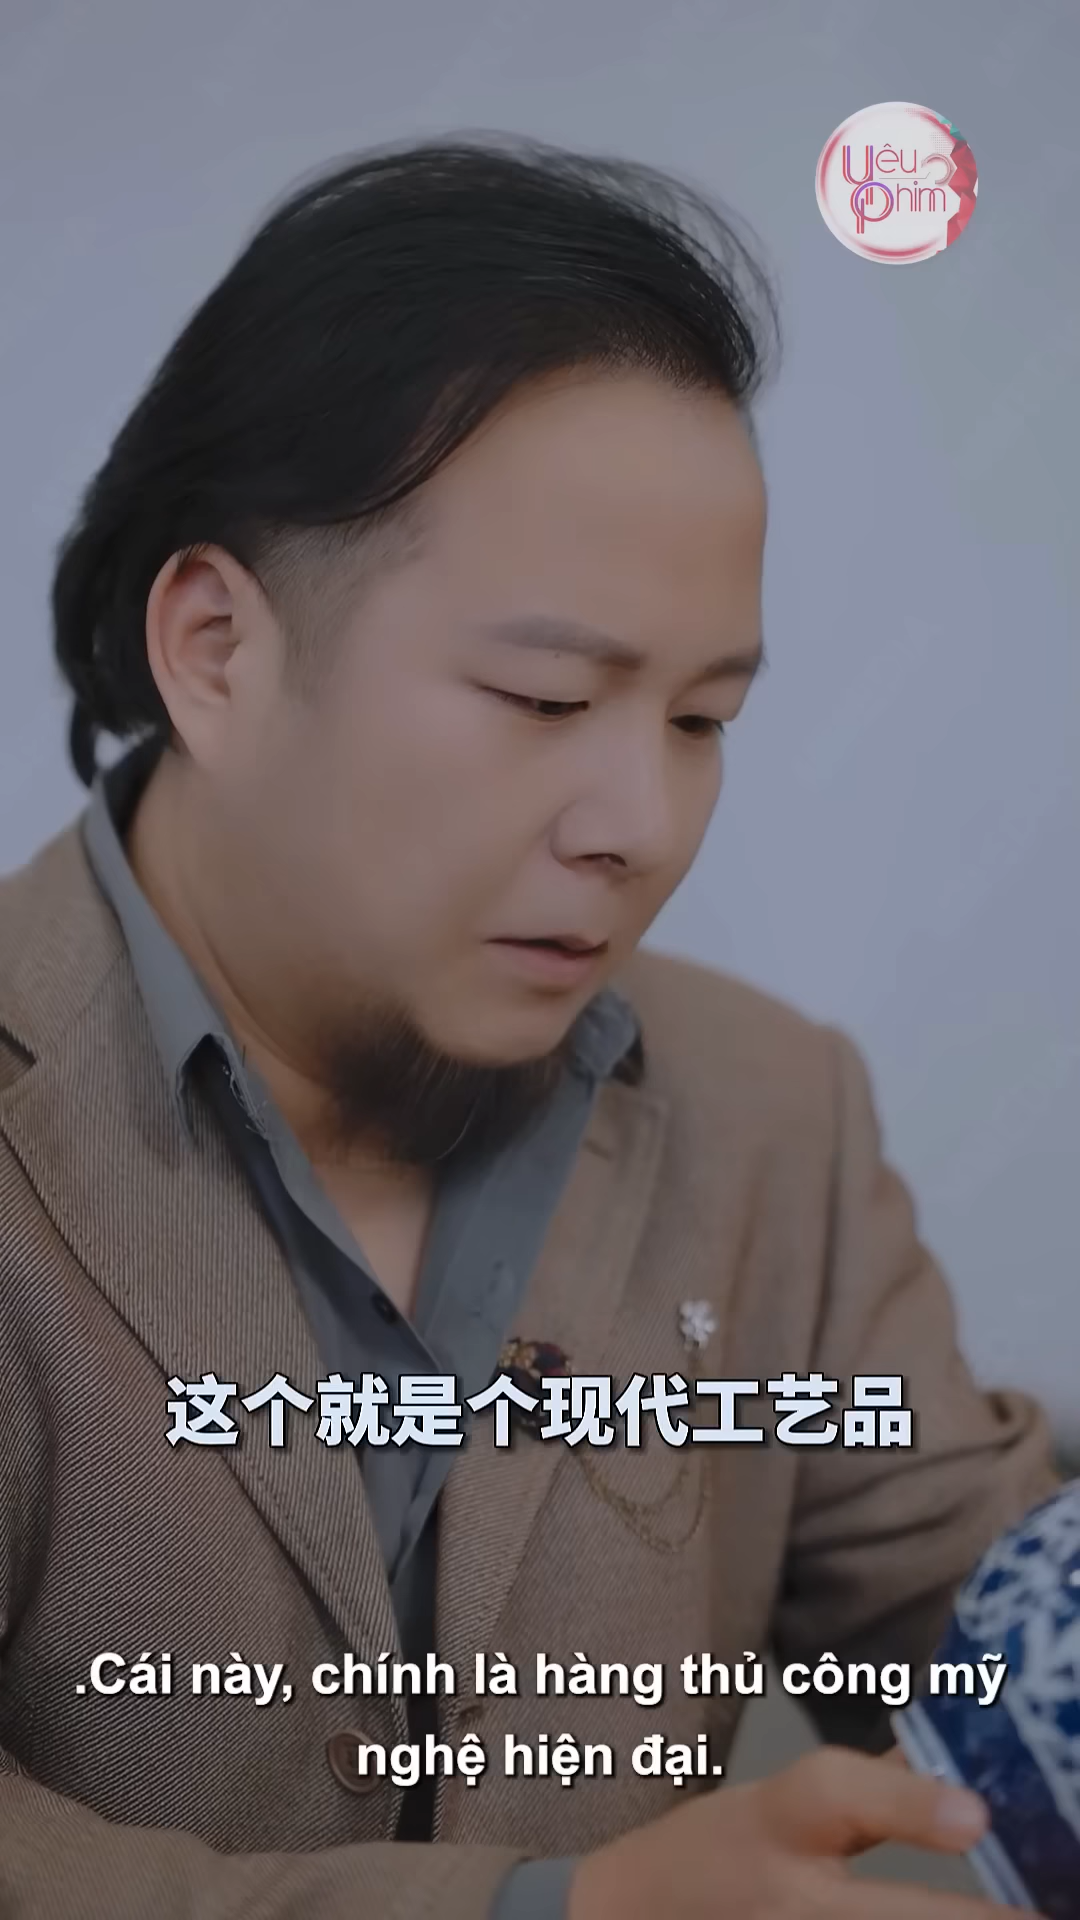 Yêu
Phim
这个就是个现代工艺品
.Cái này, chính là hàng thủ công mỹ
nghệ hiện đại.